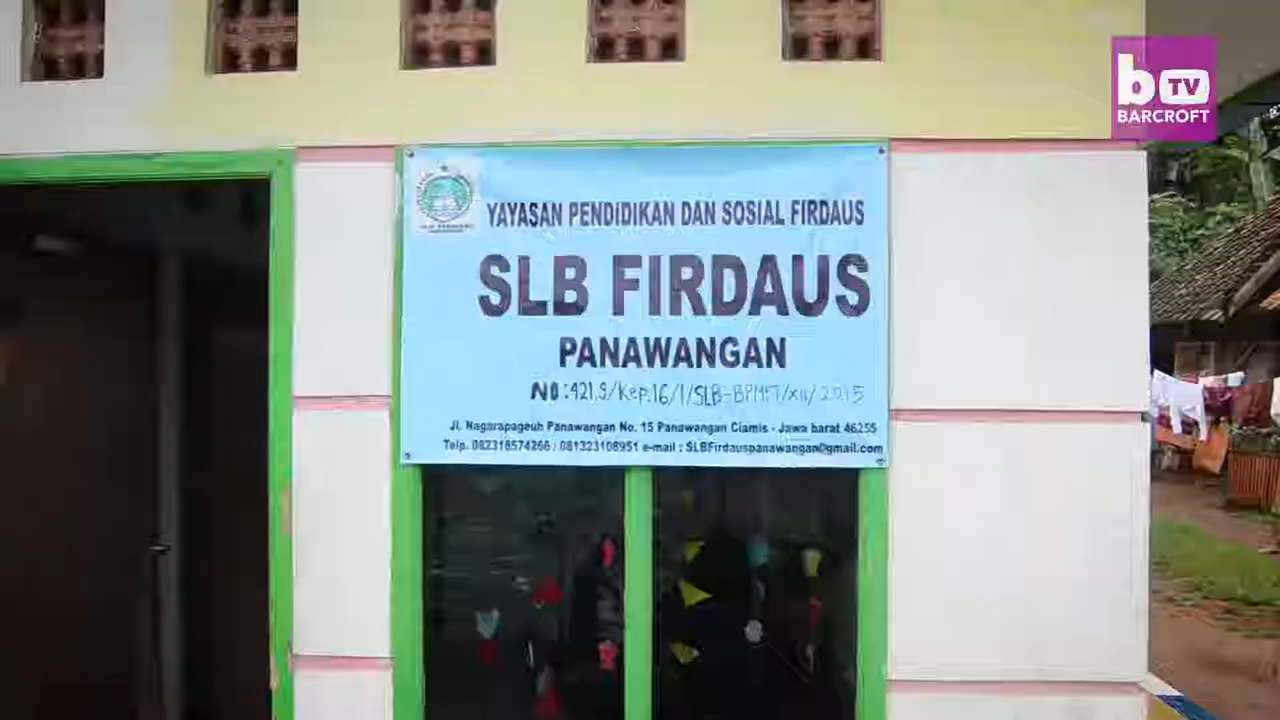 b TV
BARCROFT
YAYASAN PENDIDIKAN DAN SOSIAL FIRDAUS
SLB FIRDAUS
PANAWANGAN
NO:421.9/Kep.16/1/SLB-BPMPT/XII/2015
Jl. Nagarapageuh Panawangan No. 15 Panawangan Ciamis - Jawa barat 46255
Telp. 082318574266 / 081323108951 e-mail : SLBFirdauspanawangan@gmail.com